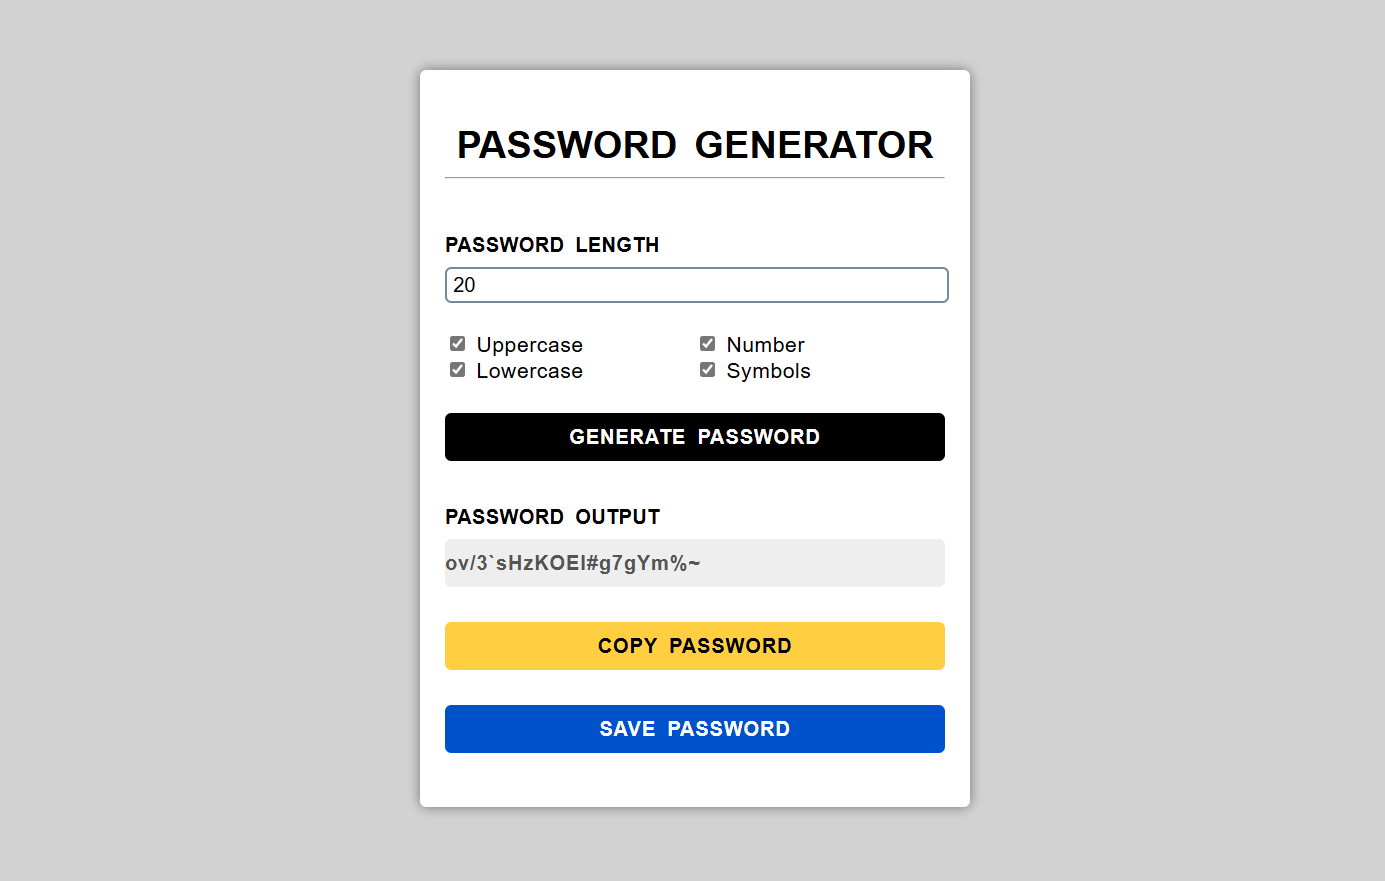 PASSWORD GENERATOR
PASSWORD LENGTH
20
Uppercase
Number
Lowercase
Symbols
GENERATE PASSWORD
PASSWORD OUTPUT
ov/3`sHzKOEl#g7gYm%~
COPY PASSWORD
SAVE PASSWORD